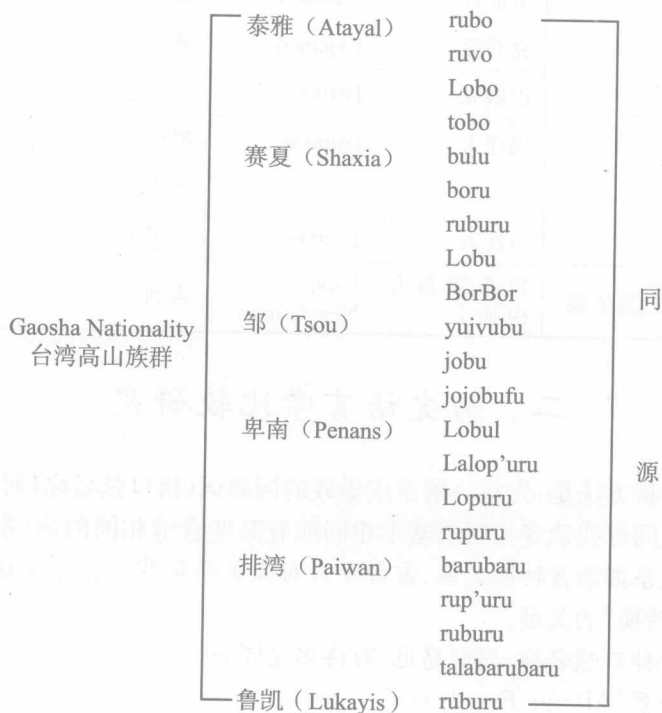 泰雅（Atayal） rubo
ruvo
Lobo
tobo
赛夏（Shaxia） bulu
boru
ruburu
Lobu
BorBor
同
Gaosha Nationality
台湾高山族群
邹（Tsou） yuivubu
jobu
jojobufu
卑南（Penans） Lobul
Lalop’uru
源
Lopuru
rupuru
排湾（Paiwan） barubaru
rup’uru
ruburu
talabarubaru
鲁凯（Lukayis） ruburu